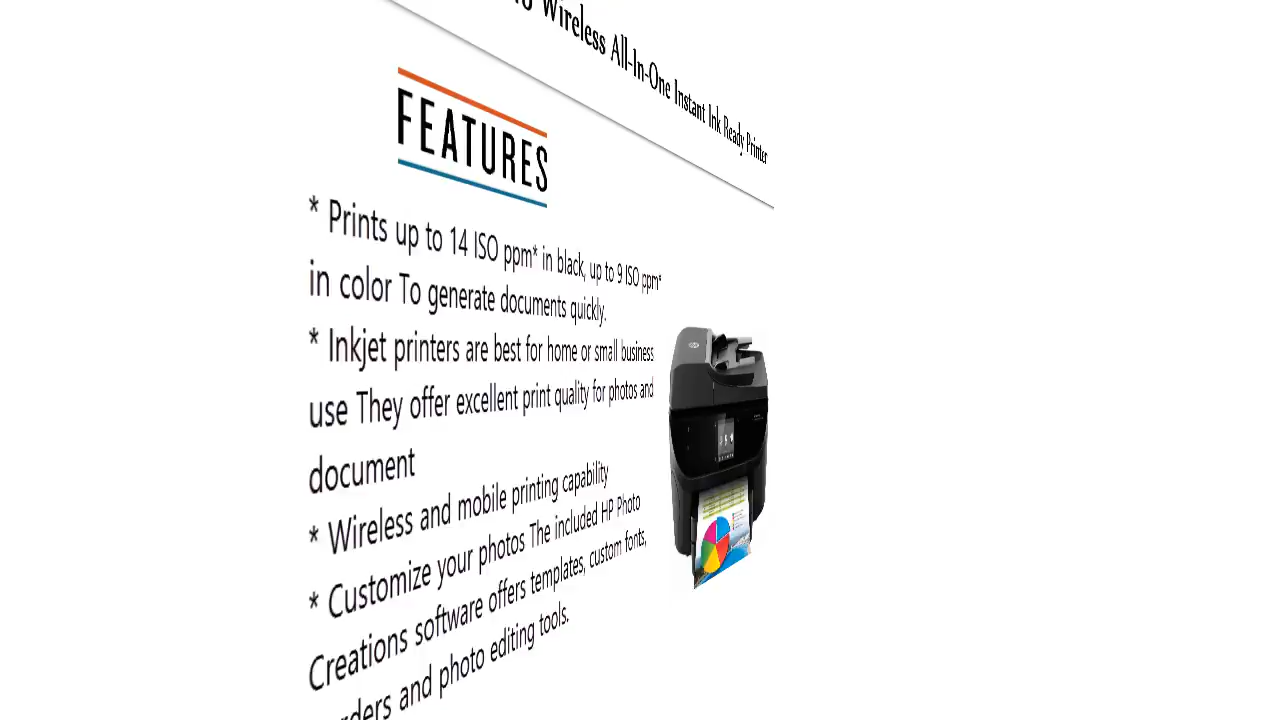 Wireless All-In-One Instant Ink Ready Printer
FEATURES
* Prints up to 14 ISO ppm* in black, up to 9 ISO ppm*
in color To generate documents quickly.
* Inkjet printers are best for home or small business
use They offer excellent print quality for photos and
document
* Wireless and mobile printing capability
* Customize your photos The included HP Photo
Creations software offers templates, custom fonts,
and photo editing tools.